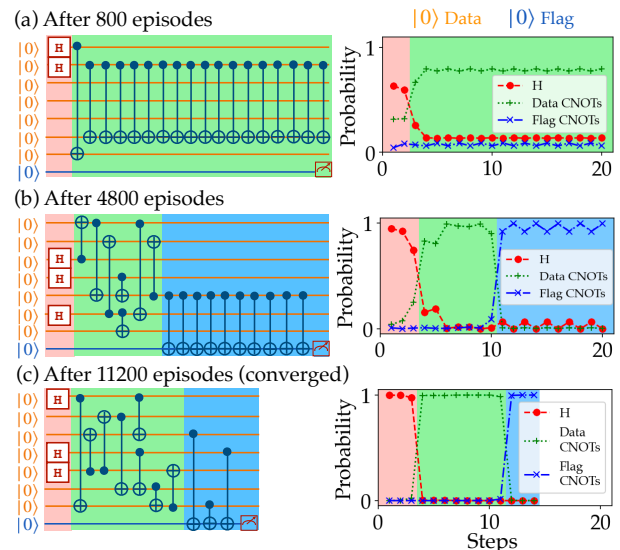 (a) After 800 episodes
|0⟩ Data |0⟩ Flag
|0⟩ H
|0⟩ H
|0⟩
|0⟩
|0⟩
|0⟩
|0⟩
|0⟩
Probability
1
0
H
Data CNOTs
Flag CNOTs
0 10 20
(b) After 4800 episodes
|0⟩
|0⟩
|0⟩ H
|0⟩
|0⟩
|0⟩ H
|0⟩
|0⟩
Probability
1
0
H
Data CNOTs
Flag CNOTs
0 10 20
(c) After 11200 episodes (converged)
|0⟩ H
|0⟩
|0⟩
|0⟩ H
|0⟩ H
|0⟩
|0⟩
|0⟩
Probability
1
0
H
Data
CNOTs
Flag
CNOTs
0 10 20
Steps